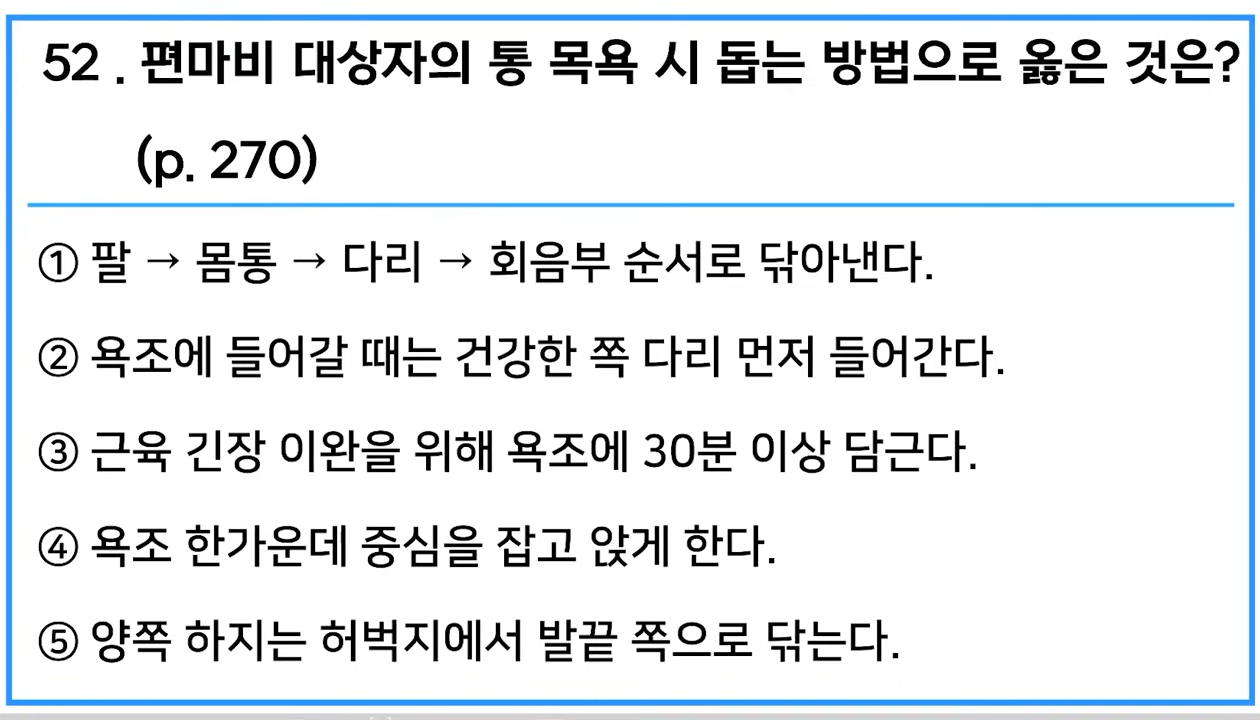 52 . 편마비 대상자의 통 목욕 시 돕는 방법으로 옳은 것은?
(p. 270)
① 팔 → 몸통 → 다리 → 회음부 순서로 닦아낸다.
② 욕조에 들어갈 때는 건강한 쪽 다리 먼저 들어간다.
③ 근육 긴장 이완을 위해 욕조에 30분 이상 담근다.
④ 욕조 한가운데 중심을 잡고 앉게 한다.
⑤ 양쪽 하지는 허벅지에서 발끝 쪽으로 닦는다.